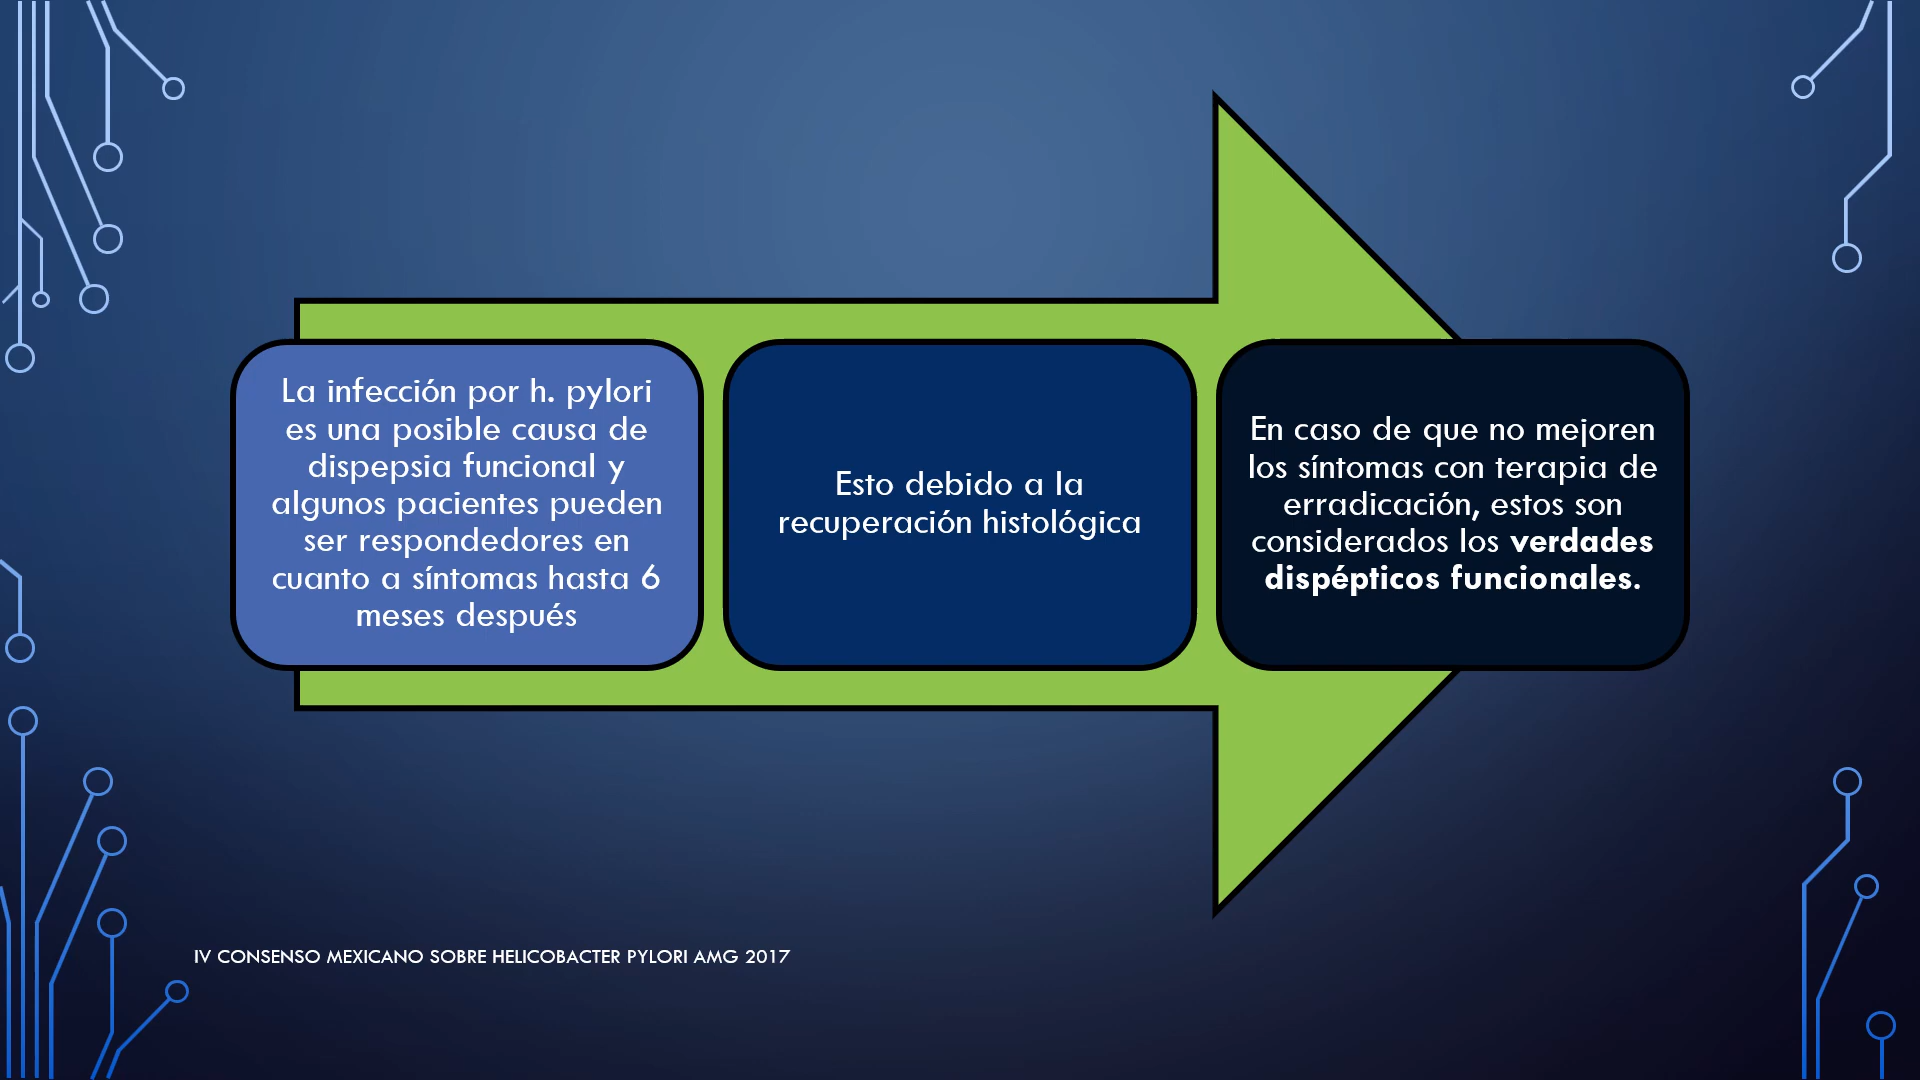 La infección por h. pylori
es una posible causa de
dispepsia funcional y
algunos pacientes pueden
ser respondedores en
cuanto a síntomas hasta 6
meses después
Esto debido a la
recuperación histológica
En caso de que no mejoren
los síntomas con terapia de
erradicación, estos son
considerados los verdades
dispépticos funcionales.
IV CONSENSO MEXICANO SOBRE HELICOBACTER PYLORI AMG 2017